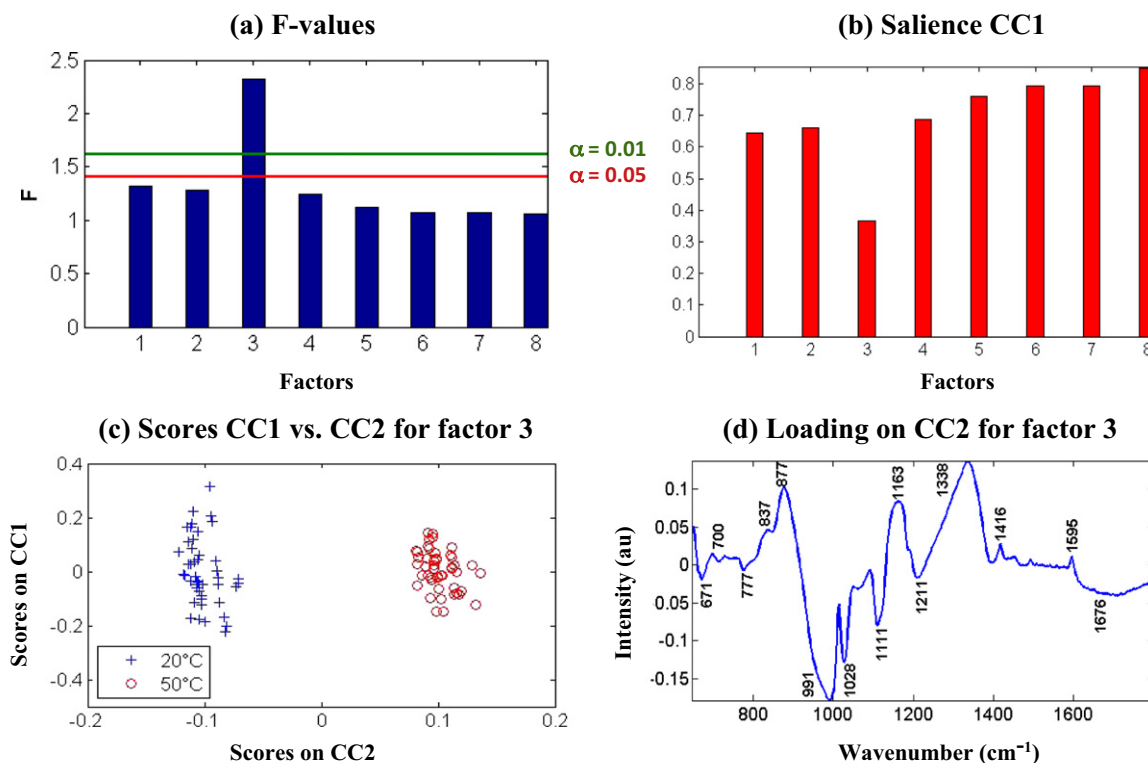 (a) F-values
2.5
2
1.5
1
0.5
0
F
1 2 3 4 5 6 7 8
Factors
α = 0.01
α = 0.05
(b) Salience CC1
0.8
0.7
0.6
0.5
0.4
0.3
0.2
0.1
0
1 2 3 4 5 6 7 8
Factors
(c) Scores CC1 vs. CC2 for factor 3
0.4
0.2
0
-0.2
-0.4
Scores on CC1
20°C
50°C
-0.2 -0.1 0 0.1 0.2
Scores on CC2
(d) Loading on CC2 for factor 3
0.1
0.05
0
-0.05
-0.1
-0.15
Intensity (au)
671
700
777
837
877
991
1028
1111
1163
1211
1338
1416
1595
1676
800 1000 1200 1400 1600
Wavenumber (cm⁻¹)